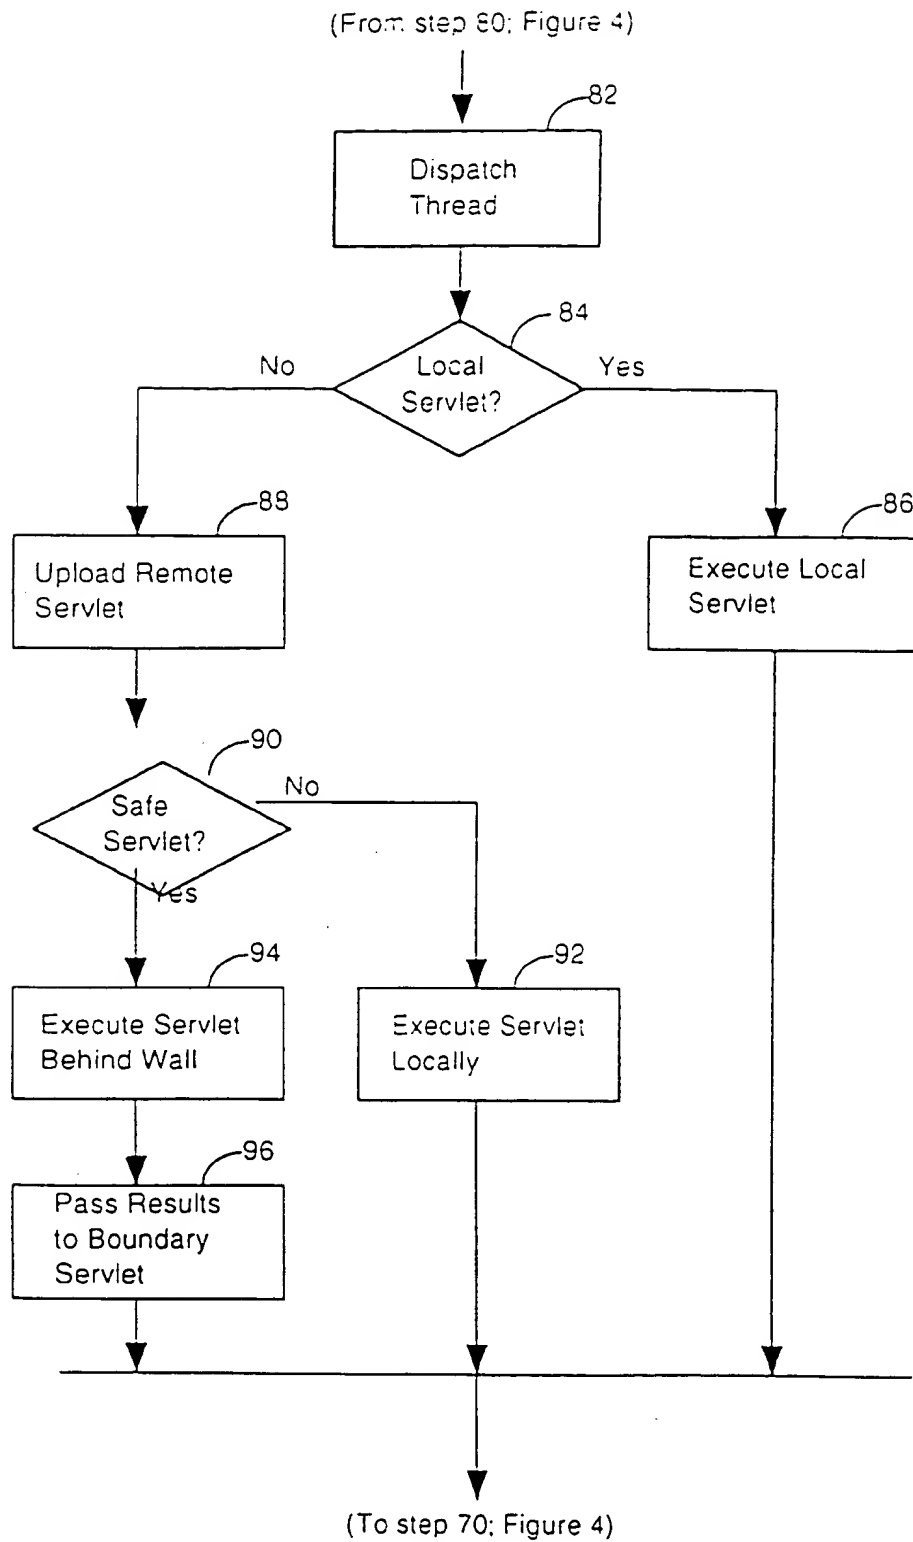 (From step 80; Figure 4)
82
Dispatch
Thread
84
No
Local
Servlet?
Yes
88
86
Upload Remote
Servlet
Execute Local
Servlet
90
No
Safe
Servlet?
Yes
94
92
Execute Servlet
Behind Wall
Execute Servlet
Locally
96
Pass Results
to Boundary
Servlet
(To step 70; Figure 4)